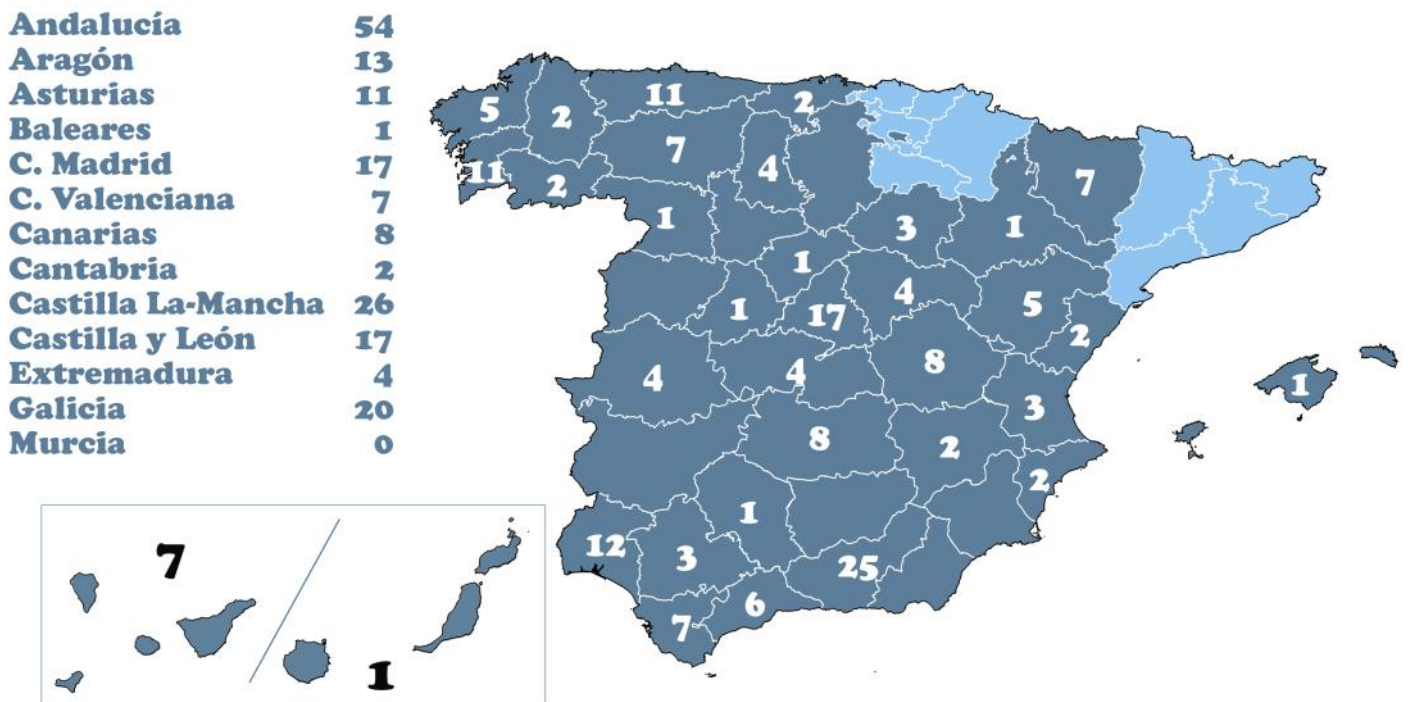 Andalucía 54
Aragón 13
Asturias 11
Baleares 1
C. Madrid 17
C. Valenciana 7
Canarias 8
Cantabria 2
Castilla La-Mancha 26
Castilla y León 17
Extremadura 4
Galicia 20
Murcia 0
5 2 11 2
11 2 7 4 7
1 3 1
1 4 5
1 17 2
4 4 8 1
8 2 3
2
1
12 3 25
7 6
7
1